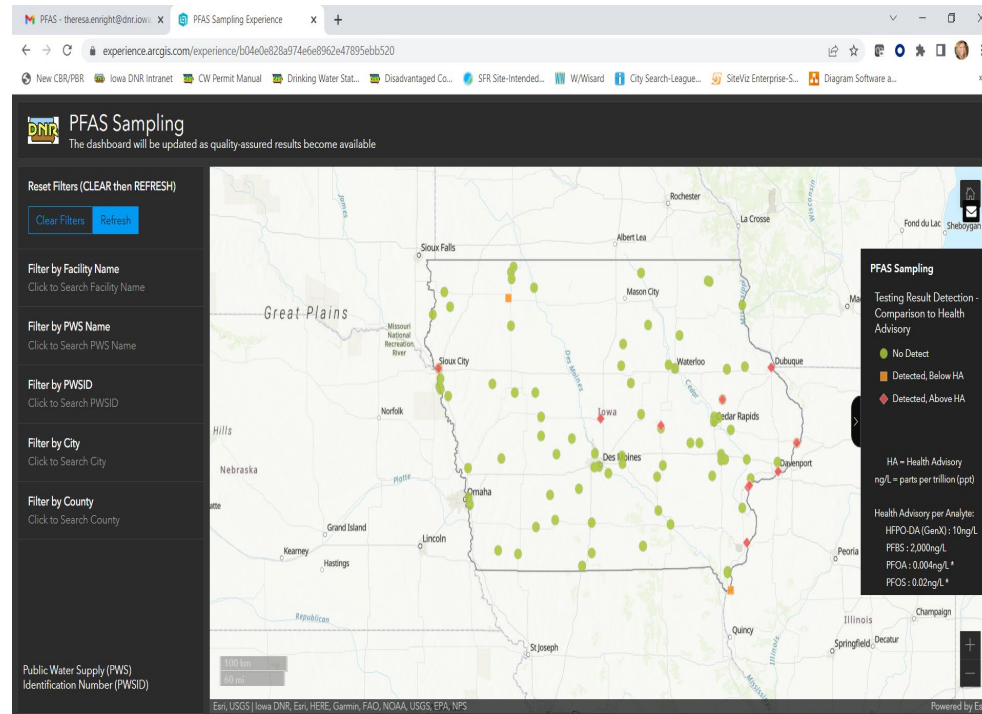 PFAS - theresa.enright@dnr.iowa
PFAS Sampling Experience
experience.arcgis.com/experience/b04e0e828a974e6e8962e47895ebb520
New CBR/PBR Iowa DNR Intranet CW Permit Manual Drinking Water Stat... Disadvantaged Co... SFR Site-Intended... W/Wisard City Search-League... SiteViz Enterprise-S... Diagram Software a...
DNR
PFAS Sampling
The dashboard will be updated as quality-assured results become available
Reset Filters (CLEAR then REFRESH)
Clear Filters Refresh
Filter by Facility Name
Click to Search Facility Name
Filter by PWS Name
Click to Search PWS Name
Filter by PWSID
Click to Search PWSID
Filter by City
Click to Search City
Filter by County
Click to Search County
Public Water Supply (PWS)
Identification Number (PWSID)
James
Rochester
Wisconsin
La Crosse
Fond du Lac
Sheboygan
Albert Lea
Sioux Falls
Great Plains
Mason City
Missouri
National
Recreation
River
Sioux City
Des Moines
Waterloo
Dubuque
Cedar
Norfolk
Iowa
Cedar Rapids
Hills
Nebraska
Platte
Des Moines
Davenport
Omaha
Grand Island
Lincoln
Kearney
Hastings
Peoria
Republican
Quincy
Illinois
Illinois
Champaign
Springfield
Decatur
St Joseph
Mississippi
100 km
60 mi
PFAS Sampling
Testing Result Detection -
Comparison to Health
Advisory
No Detect
Detected, Below HA
Detected, Above HA
HA = Health Advisory
ng/L = parts per trillion (ppt)
Health Advisory per Analyte:
HFPO-DA (GenX) : 10ng/L
PFBS : 2,000ng/L
PFOA : 0.004ng/L *
PFOS : 0.02ng/L *
Esri, USGS | Iowa DNR, Esri, HERE, Garmin, FAO, NOAA, USGS, EPA, NPS
Powered by Es